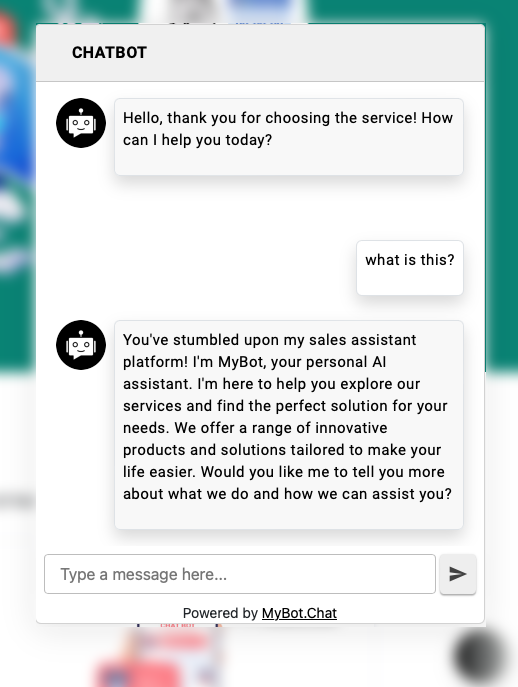 CHATBOT
Hello, thank you for choosing the service! How
can I help you today?
what is this?
You've stumbled upon my sales assistant
platform! I'm MyBot, your personal AI
assistant. I'm here to help you explore our
services and find the perfect solution for your
needs. We offer a range of innovative
products and solutions tailored to make your
life easier. Would you like me to tell you more
about what we do and how we can assist you?
Type a message here...
Powered by MyBot.Chat